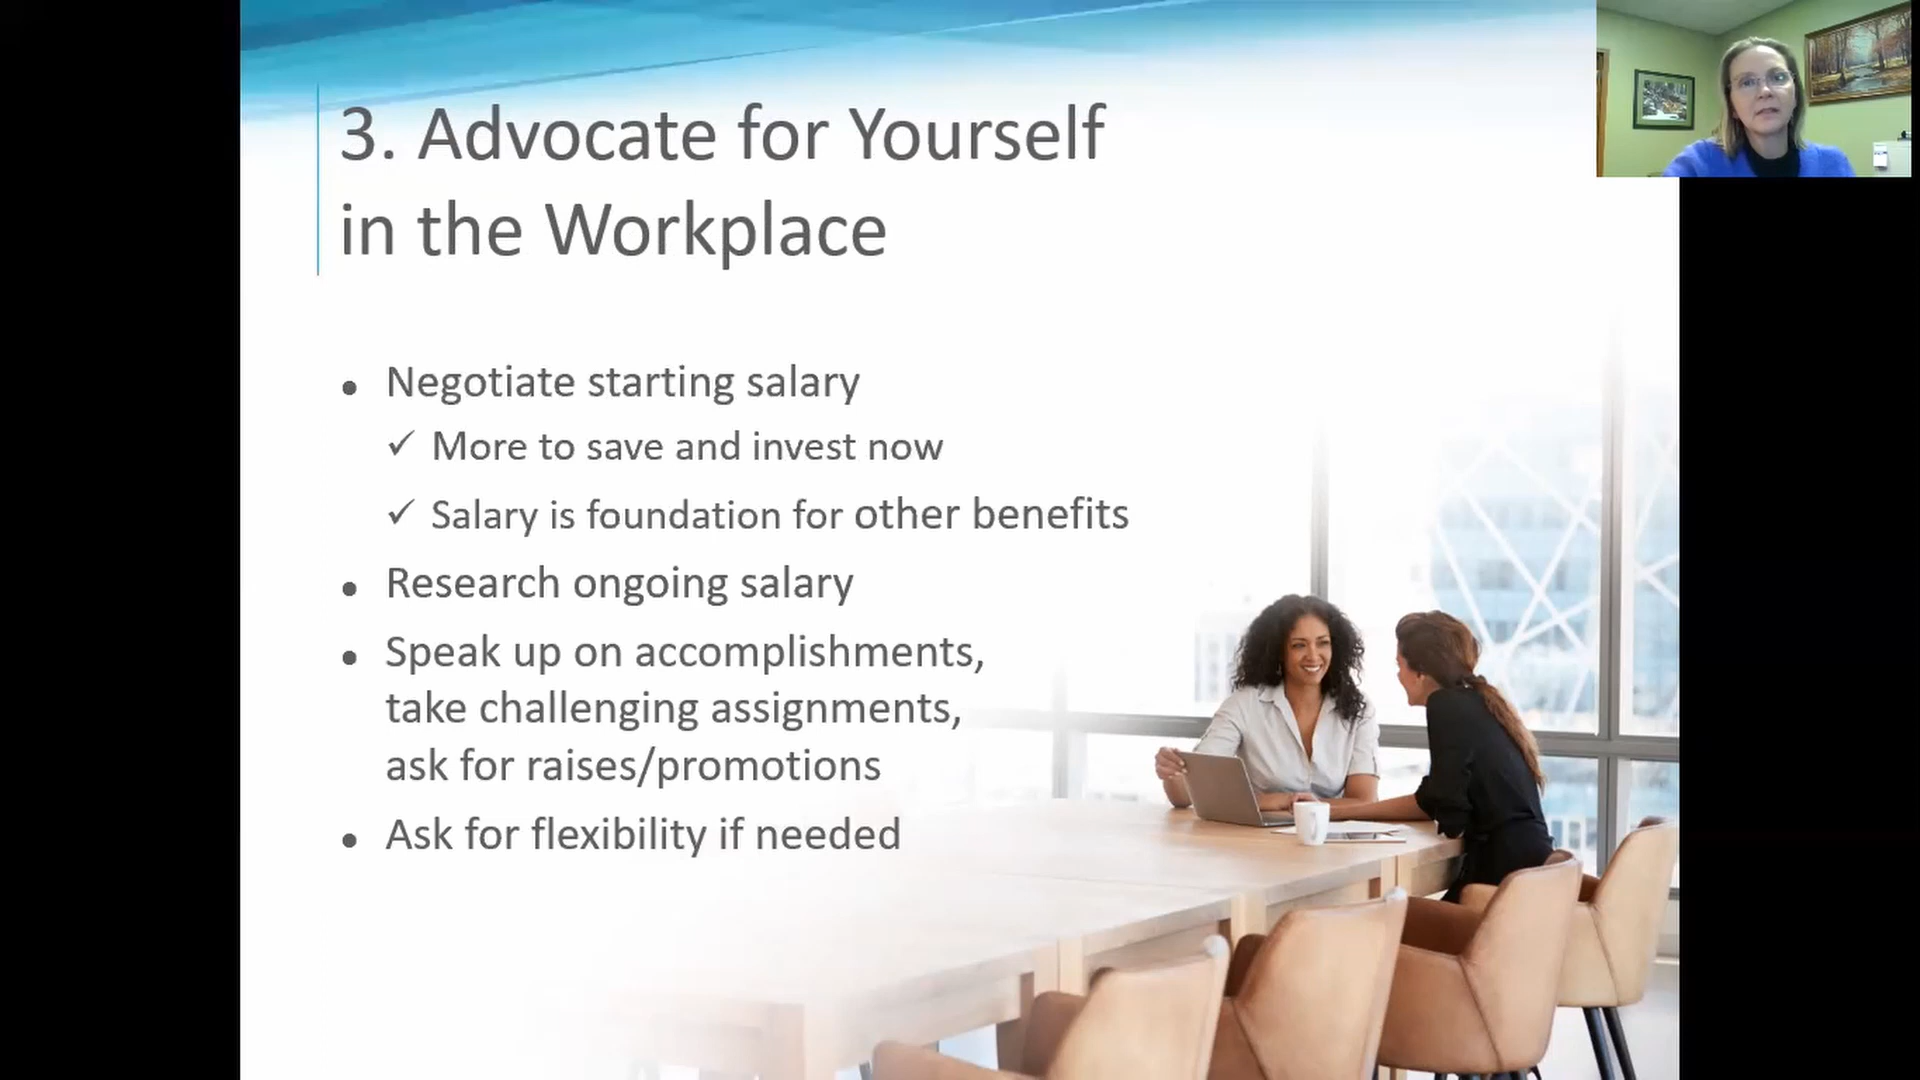 3. Advocate for Yourself
in the Workplace
• Negotiate starting salary
✓ More to save and invest now
✓ Salary is foundation for other benefits
• Research ongoing salary
• Speak up on accomplishments,
take challenging assignments,
ask for raises/promotions
• Ask for flexibility if needed